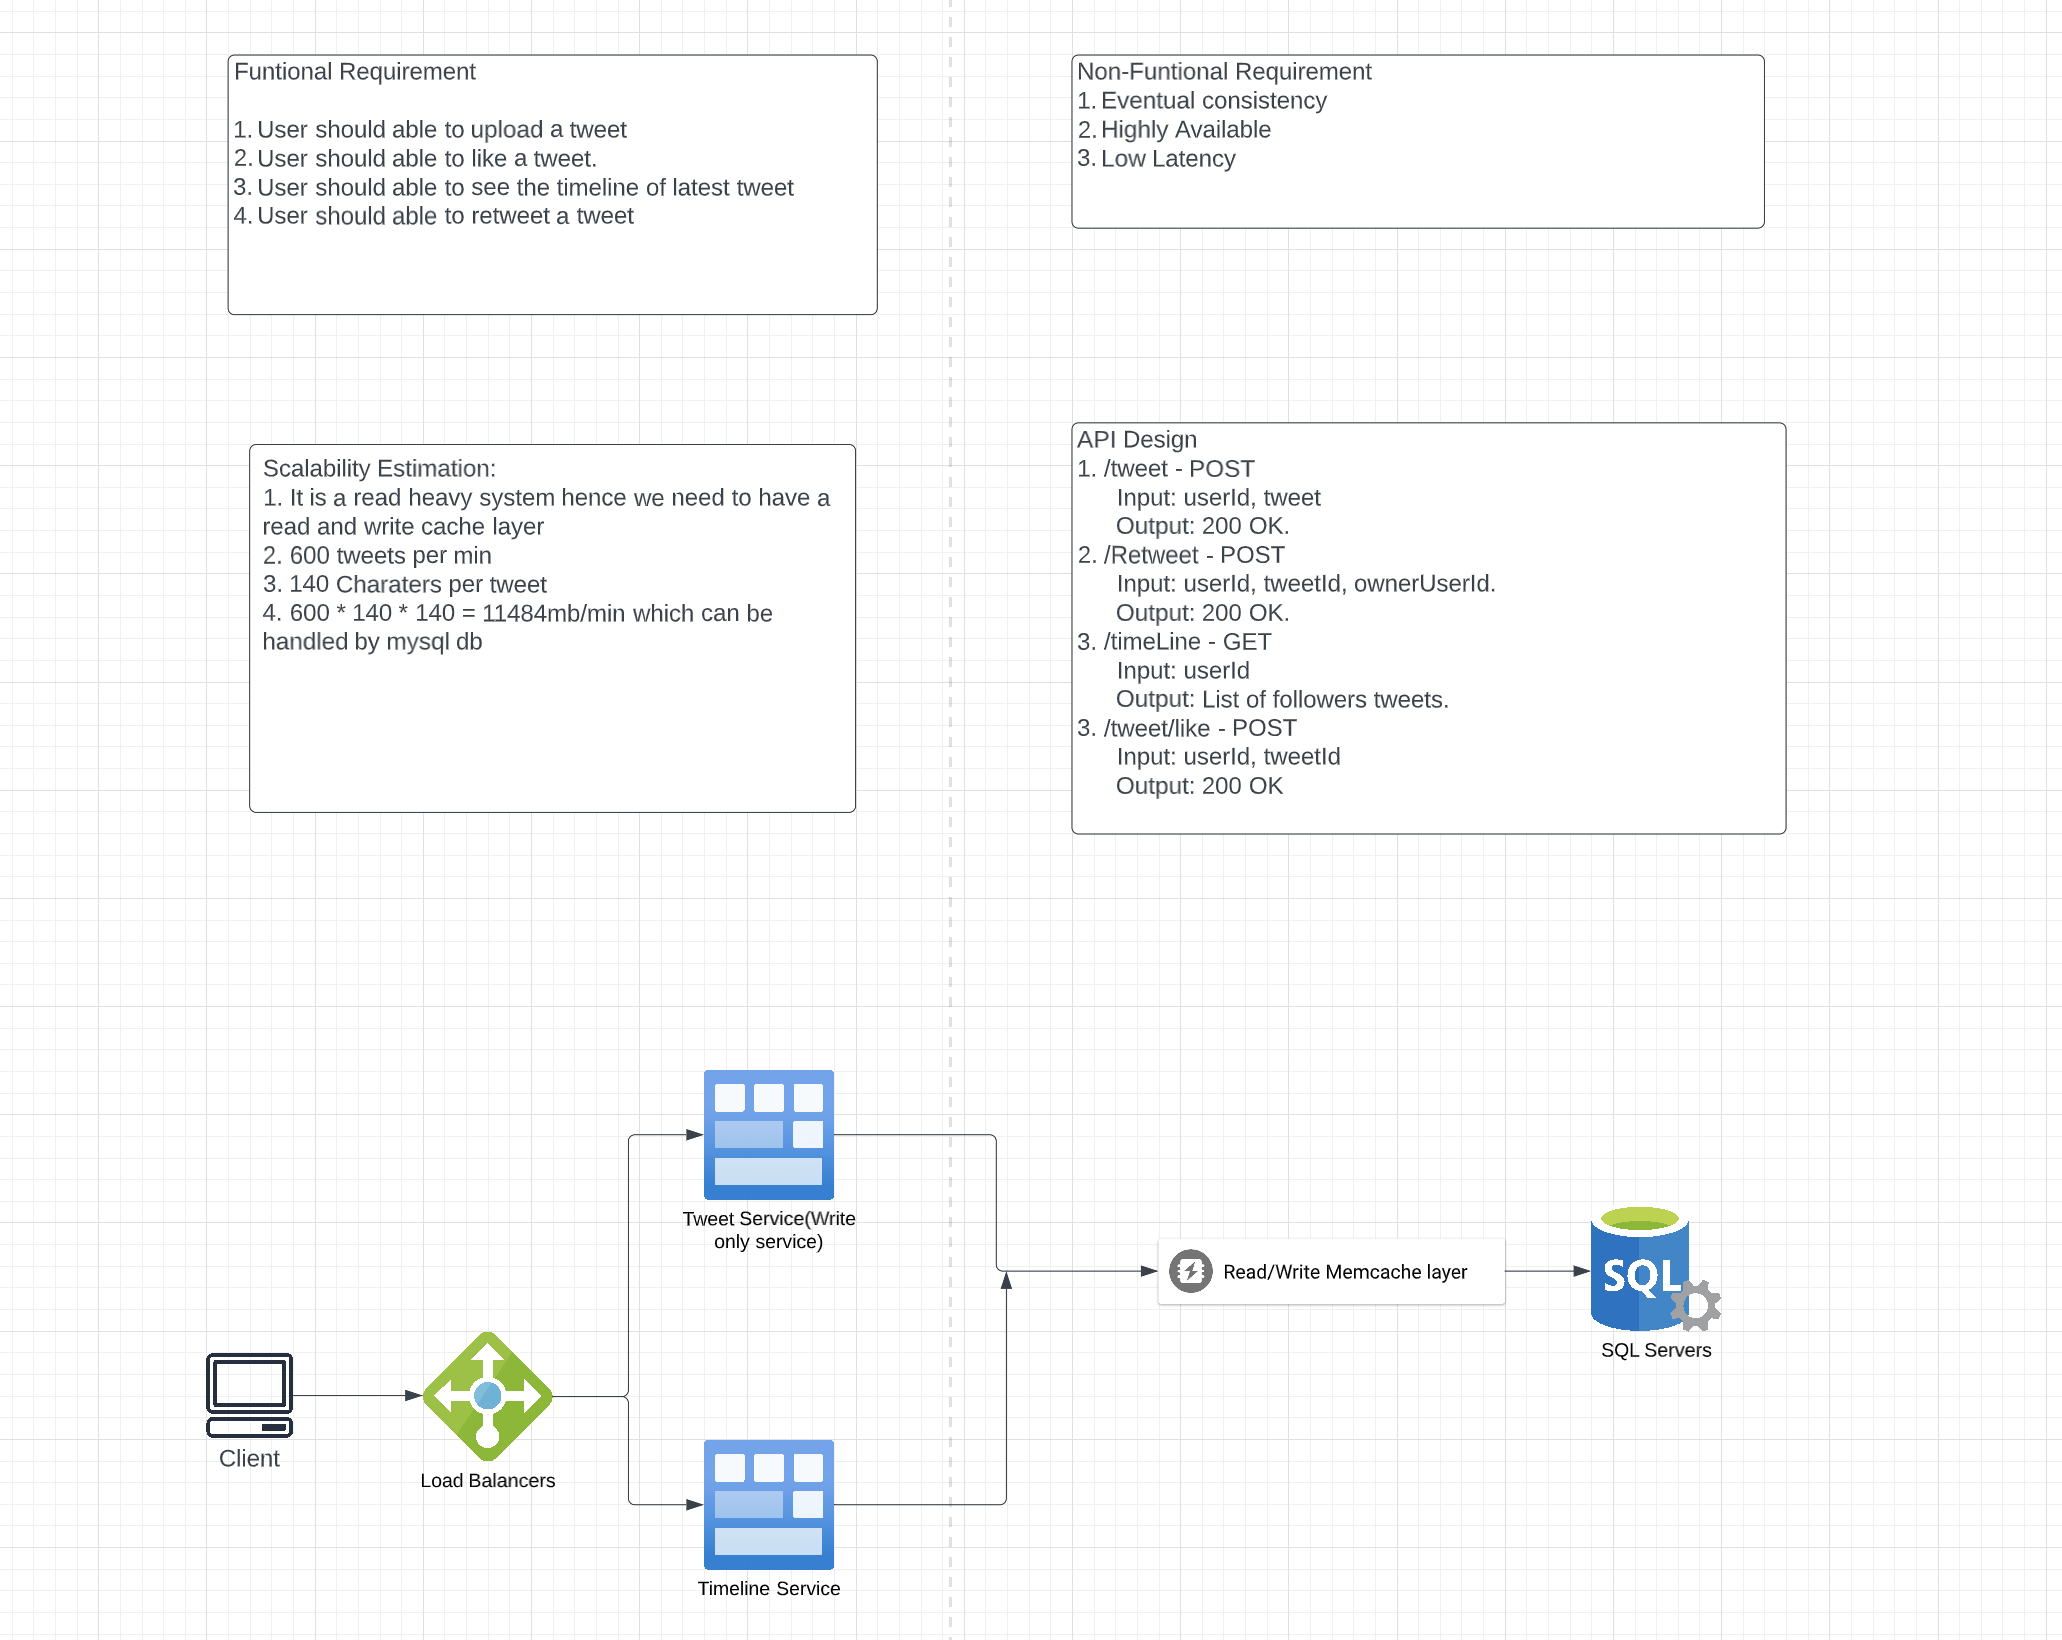 Funtional Requirement
1. User should able to upload a tweet
2. User should able to like a tweet.
3. User should able to see the timeline of latest tweet
4. User should able to retweet a tweet
Non-Funtional Requirement
1. Eventual consistency
2. Highly Available
3. Low Latency
Scalability Estimation:
1. It is a read heavy system hence we need to have a
read and write cache layer
2. 600 tweets per min
3. 140 Charaters per tweet
4. 600 * 140 * 140 = 11484mb/min which can be
handled by mysql db
API Design
1. /tweet - POST
Input: userId, tweet
Output: 200 OK.
2. /Retweet - POST
Input: userId, tweetId, ownerUserId.
Output: 200 OK.
3. /timeLine - GET
Input: userId
Output: List of followers tweets.
3. /tweet/like - POST
Input: userId, tweetId
Output: 200 OK
Tweet Service(Write
only service)
Read/Write Memcache layer
SQL
SQL Servers
Client
Load Balancers
Timeline Service